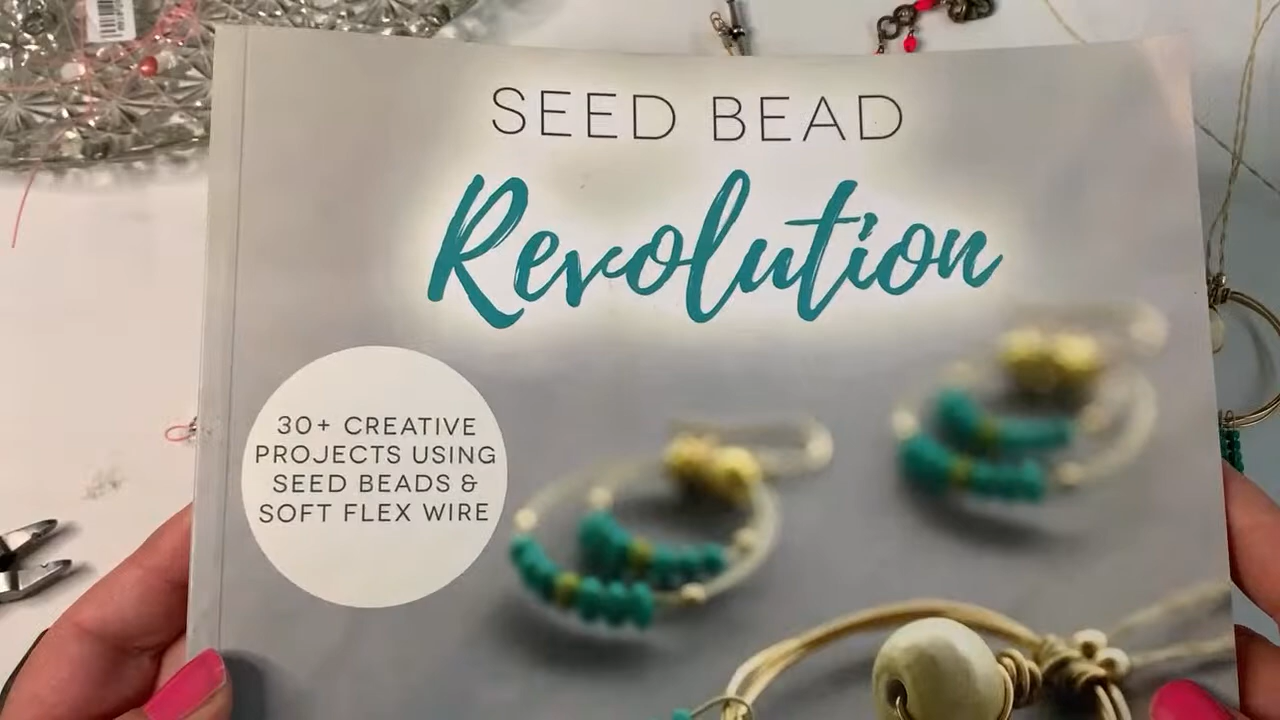 SEED BEAD
Revolution
30+ CREATIVE
PROJECTS USING
SEED BEADS &
SOFT FLEX WIRE